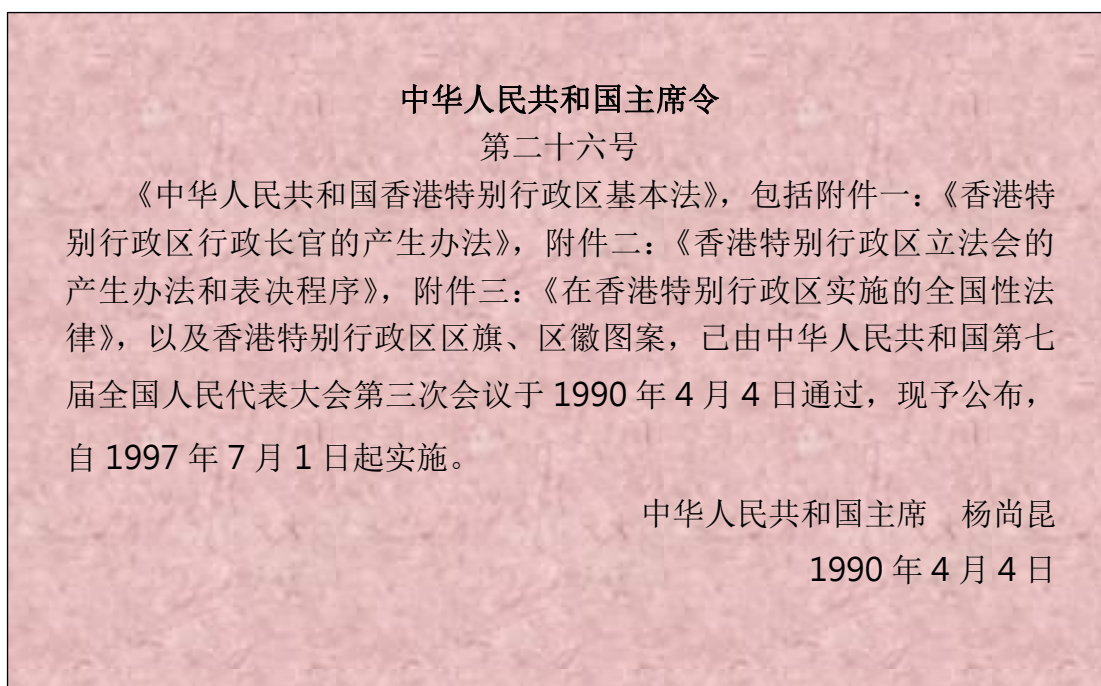 中华人民共和国主席令
第二十六号
《中华人民共和国香港特别行政区基本法》，包括附件一：《香港特
别行政区行政长官的产生办法》，附件二：《香港特别行政区立法会的
产生办法和表决程序》，附件三：《在香港特别行政区实施的全国性法
律》，以及香港特别行政区区旗、区徽图案，已由中华人民共和国第七
届全国人民代表大会第三次会议于 1990 年 4 月 4 日通过，现予公布，
自 1997 年 7 月 1 日起实施。
中华人民共和国主席　杨尚昆
1990 年 4 月 4 日